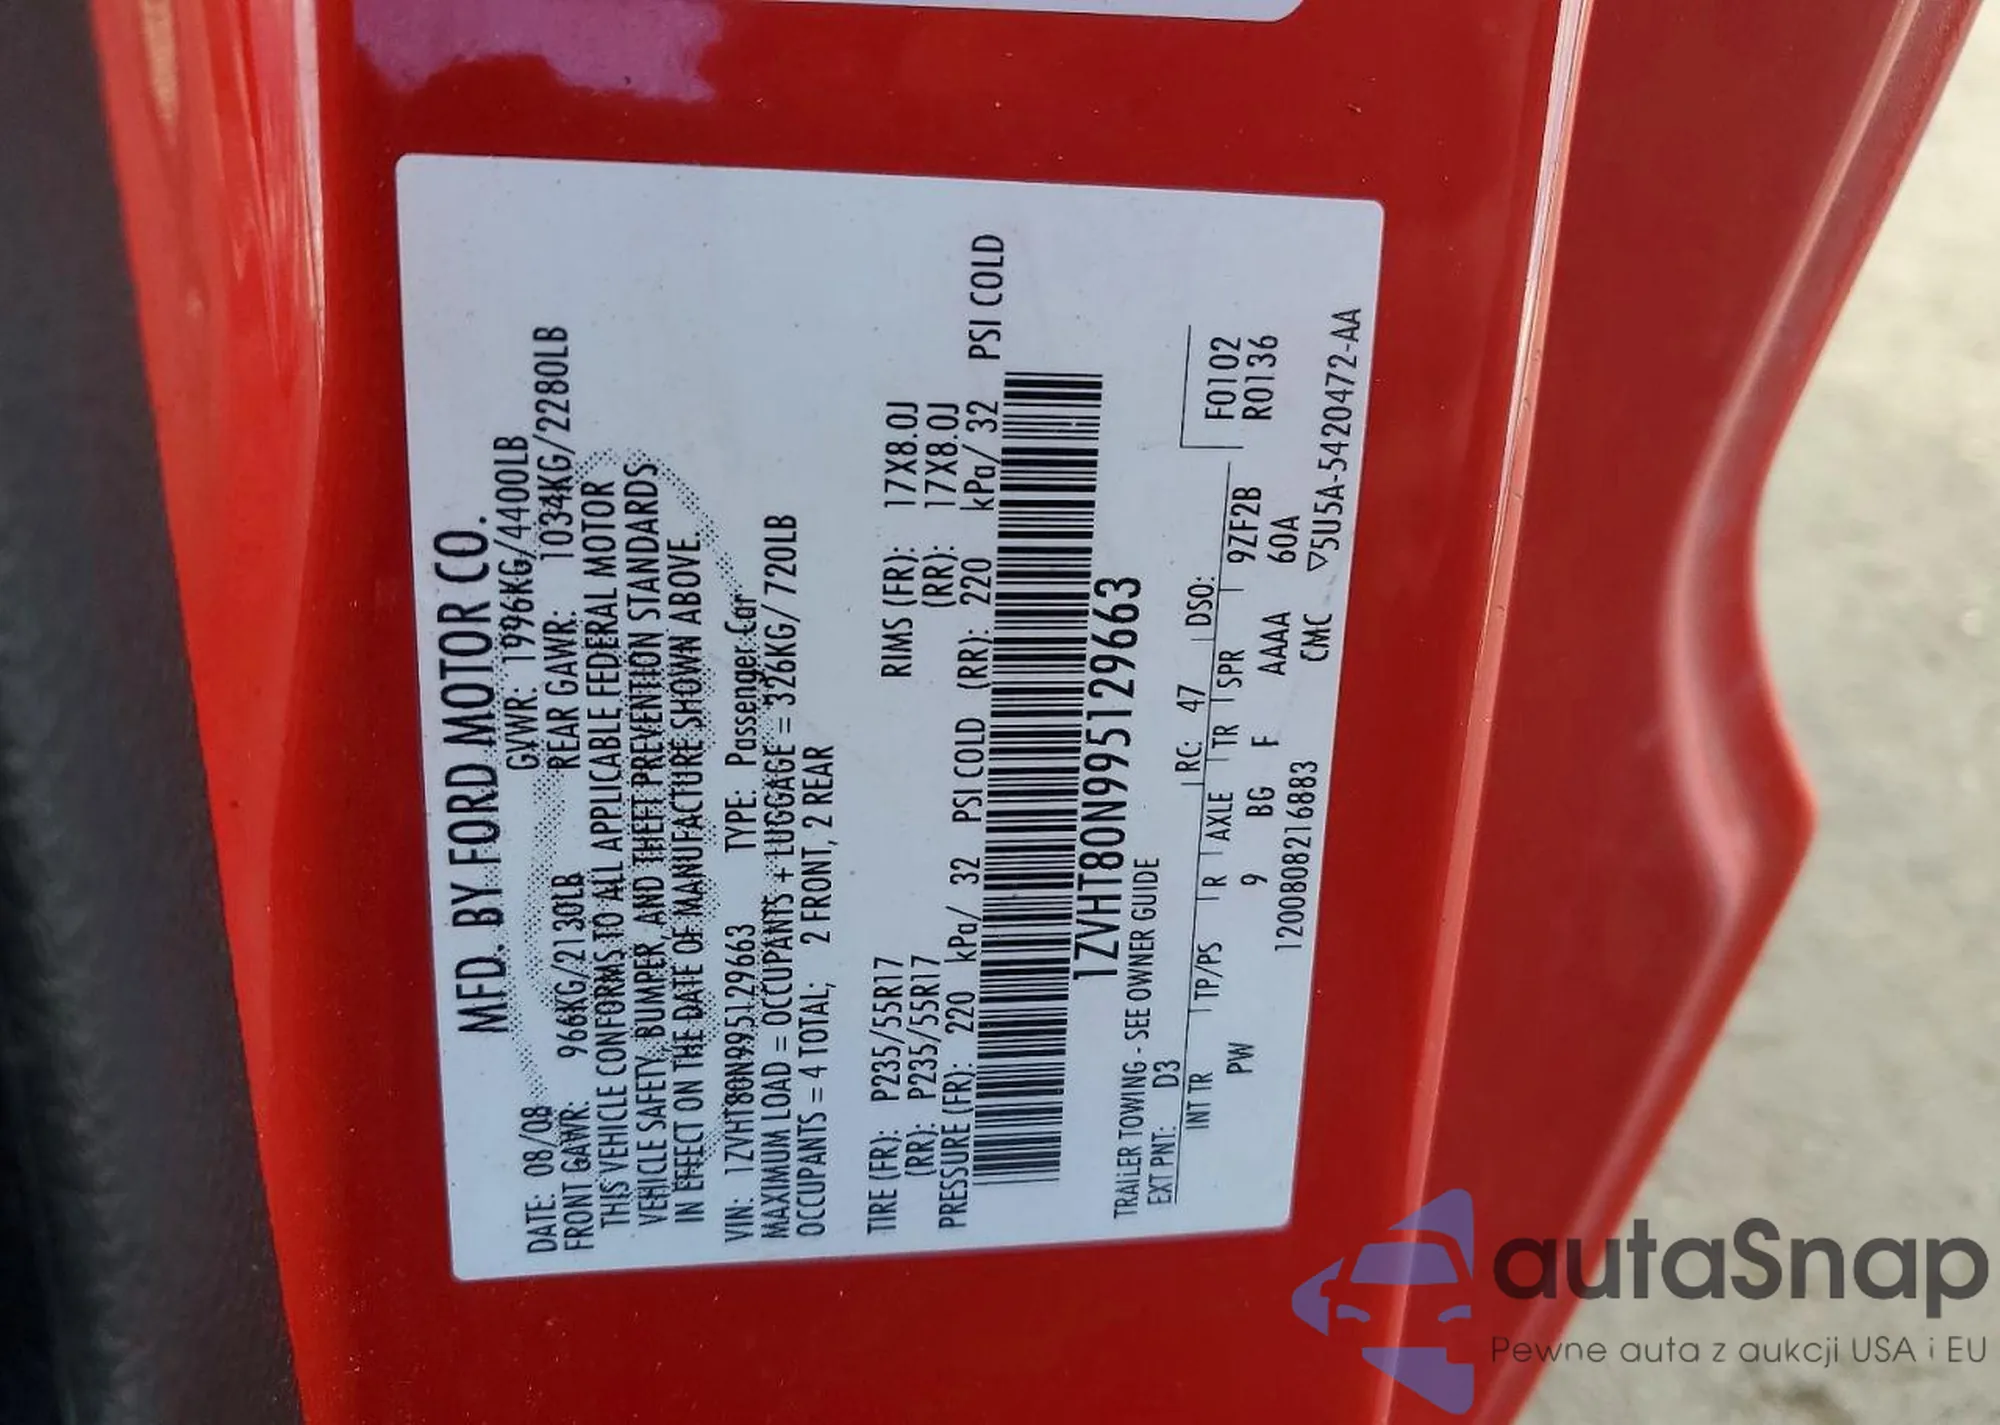 MFD. BY FORD MOTOR CO.
DATE: 08/08 GVWR: 1996KG/4400LB
FRONT GAWR: 966KG/2130LB REAR GAWR: 1034KG/2280LB
THIS VEHICLE CONFORMS TO ALL APPLICABLE FEDERAL MOTOR
VEHICLE SAFETY, BUMPER, AND THEFT PREVENTION STANDARDS
IN EFFECT ON THE DATE OF MANUFACTURE SHOWN ABOVE.
VIN: 1ZVHT80N995129663 TYPE: Passenger Car
MAXIMUM LOAD = OCCUPANTS + LUGGAGE = 326KG/720LB
OCCUPANTS = 4 TOTAL; 2 FRONT, 2 REAR
TIRE (FR): P235/55R17 RIMS (FR): 17X8.0J
(RR): P235/55R17 (RR): 17X8.0J
PRESSURE (FR): 220 kPa/ 32 PSI COLD (RR): 220 kPa/ 32 PSI COLD
1ZVHT80N995129663
TRAILER TOWING - SEE OWNER GUIDE
EXT PNT: D3 RC: 47 DSO: F0102
INT TR TP/PS R AXLE TR SPR R0136
PW 9 BG F AAAA 9ZF2B 60A
120080821 6883 CMC ▽5U5A-5420472-AA
autaSnap
Pewne auta z aukcji USA i EU